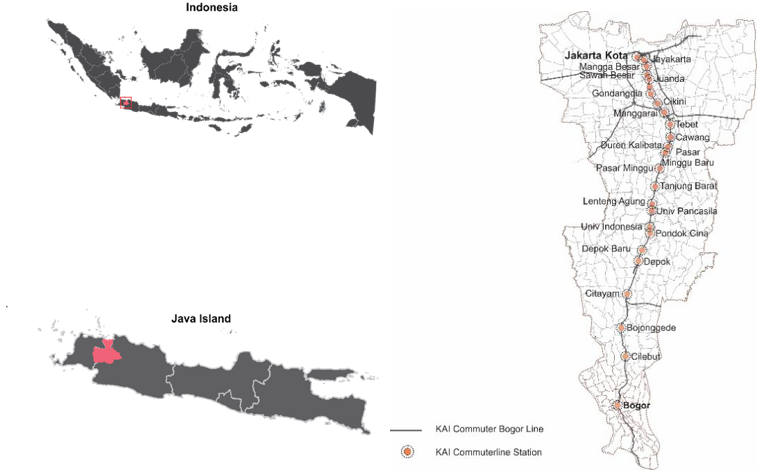 Indonesia
Jakarta Kota
Jayakarta
Mangga Besar
Sawah Besar
Juanda
Gondangdia
Cikini
Manggarai
Tebet
Cawang
Duren Kalibata
Pasar
Minggu Baru
Pasar Minggu
Tanjung Barat
Lenteng Agung
Univ Pancasila
Univ Indonesia
Pondok Cina
Depok Baru
Depok
Citayam
Java Island
Bojonggede
Cilebut
Bogor
KAI Commuter Bogor Line
KAI Commuterline Station